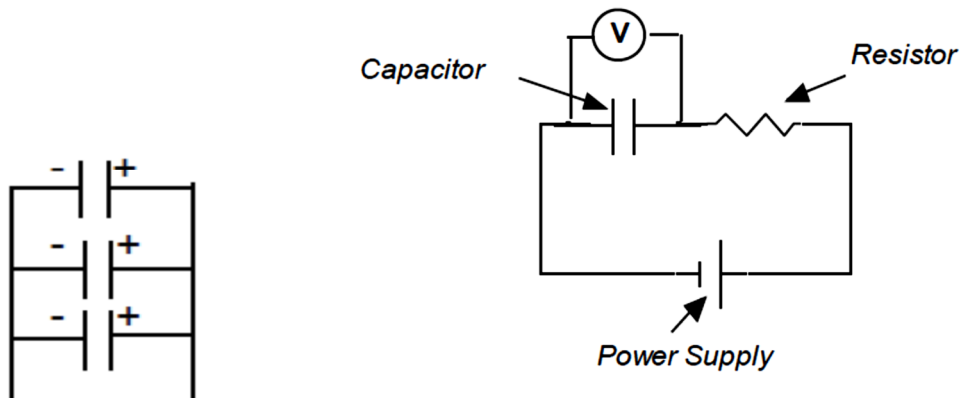 V
Capacitor
Resistor
- +
- +
- +
Power Supply